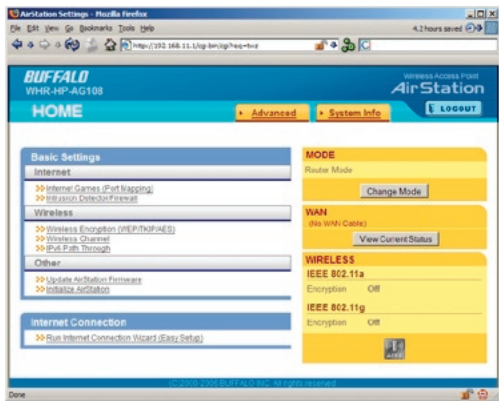 AirStation Settings - Mozilla Firefox
File Edit View Go Bookmarks Tools Help
4.2 hours saved
BUFFALO
WHR-HP-AG108
Wireless Access Point
AirStation
HOME
Advanced
System Info
LOGOUT
Basic Settings
Internet
Internet Games (Port Mapping)
Intrusion Detector/Firewall
Wireless
Wireless Encryption (WEP/TKIP/AES)
Wireless Channel
IPv6 Path Through
Other
Update AirStation Firmware
Initialize AirStation
Internet Connection
Run Internet Connection Wizard (Easy Setup)
MODE
Router Mode
Change Mode
WAN
(No WAN Cable)
View Current Status
WIRELESS
IEEE 802.11a
Encryption Off
IEEE 802.11g
Encryption Off
(C)2000-2005 BUFFALO INC. All rights reserved
Done